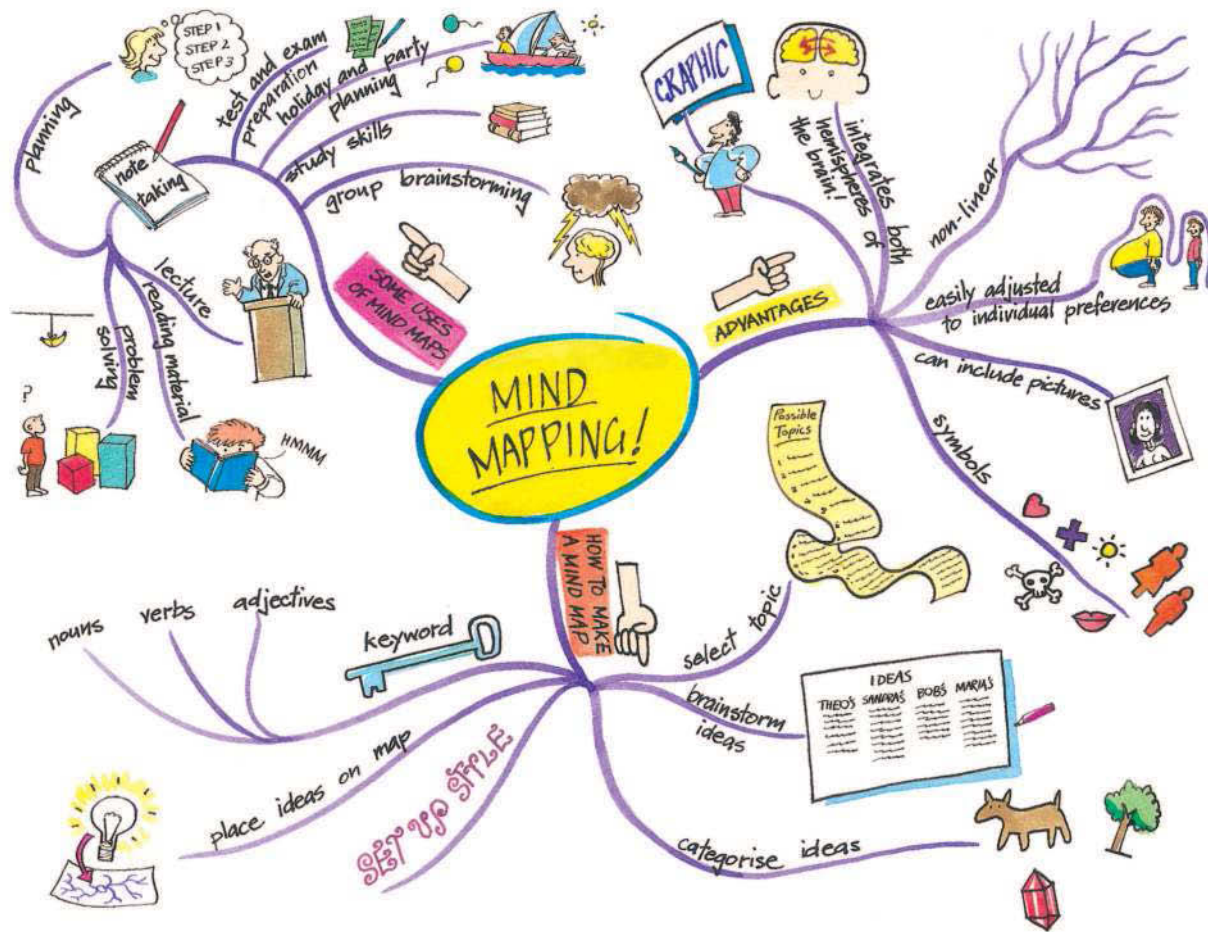 MIND
MAPPING!
SOME USES
OF MIND MAPS
planning
STEP 1
STEP 2
STEP 3
note
taking
test and exam
preparation
holiday and party
planning
study skills
group brainstorming
lecture
reading material
problem
solving
?
HMMM
ADVANTAGES
GRAPHIC
integrates both
hemispheres of
the brain!!
non-linear
easily adjusted
to individual preferences
can include pictures
symbols
HOW TO MAKE
A MIND MAP
select topic
Possible
Topics
brainstorm
ideas
IDEAS
THEO'S SANDRA'S BOB'S MARIA'S
categorise ideas
SET UP STYLE
place ideas on map
keyword
nouns
verbs
adjectives